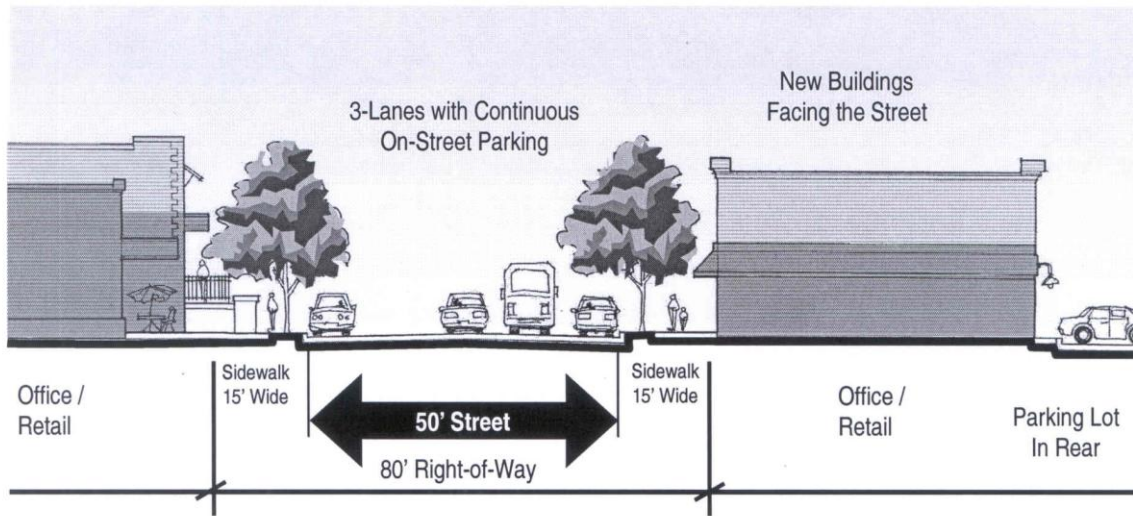 New Buildings
Facing the Street
3-Lanes with Continuous
On-Street Parking
Sidewalk
15' Wide
Sidewalk
15' Wide
Office /
Retail
50' Street
Office /
Retail
Parking Lot
In Rear
80' Right-of-Way